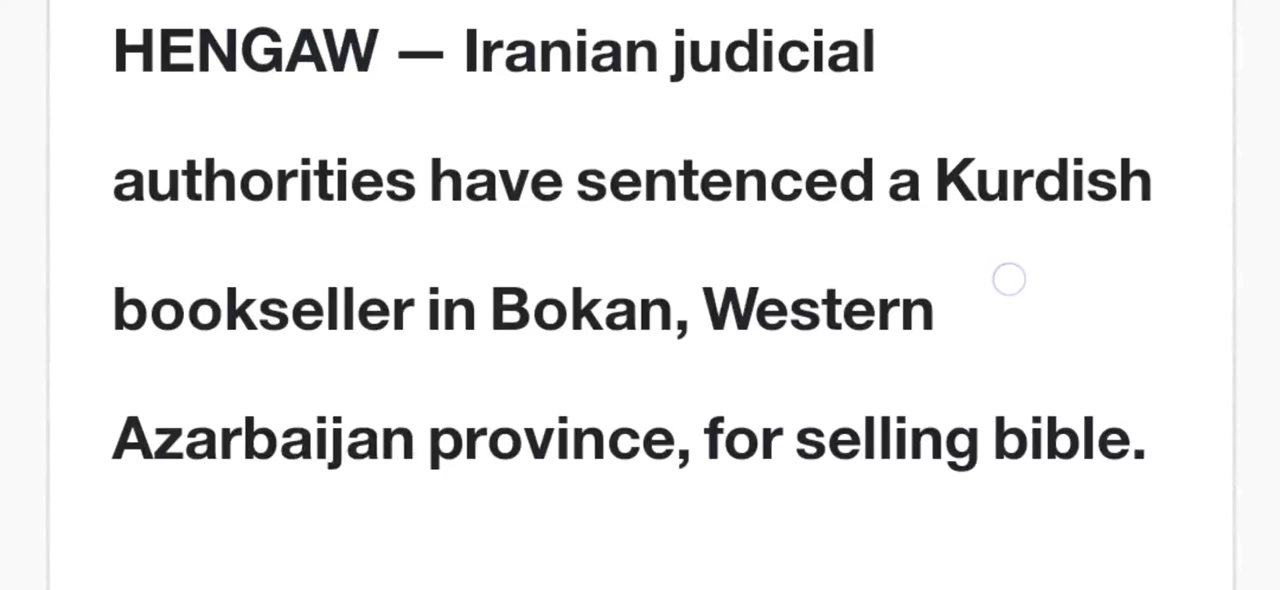 HENGAW — Iranian judicial
authorities have sentenced a Kurdish
bookseller in Bokan, Western
Azarbaijan province, for selling bible.